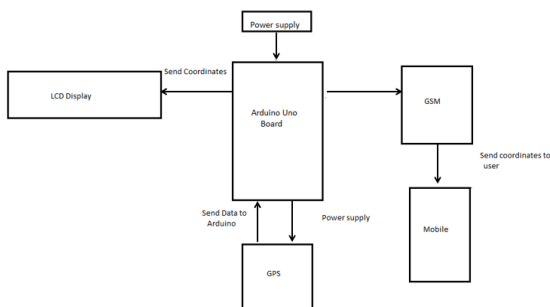 Power supply
Send Coordinates
LCD Display
Arduino Uno
Board
GSM
Send coordinates to
user
Send Data to
Arduino
Power supply
Mobile
GPS